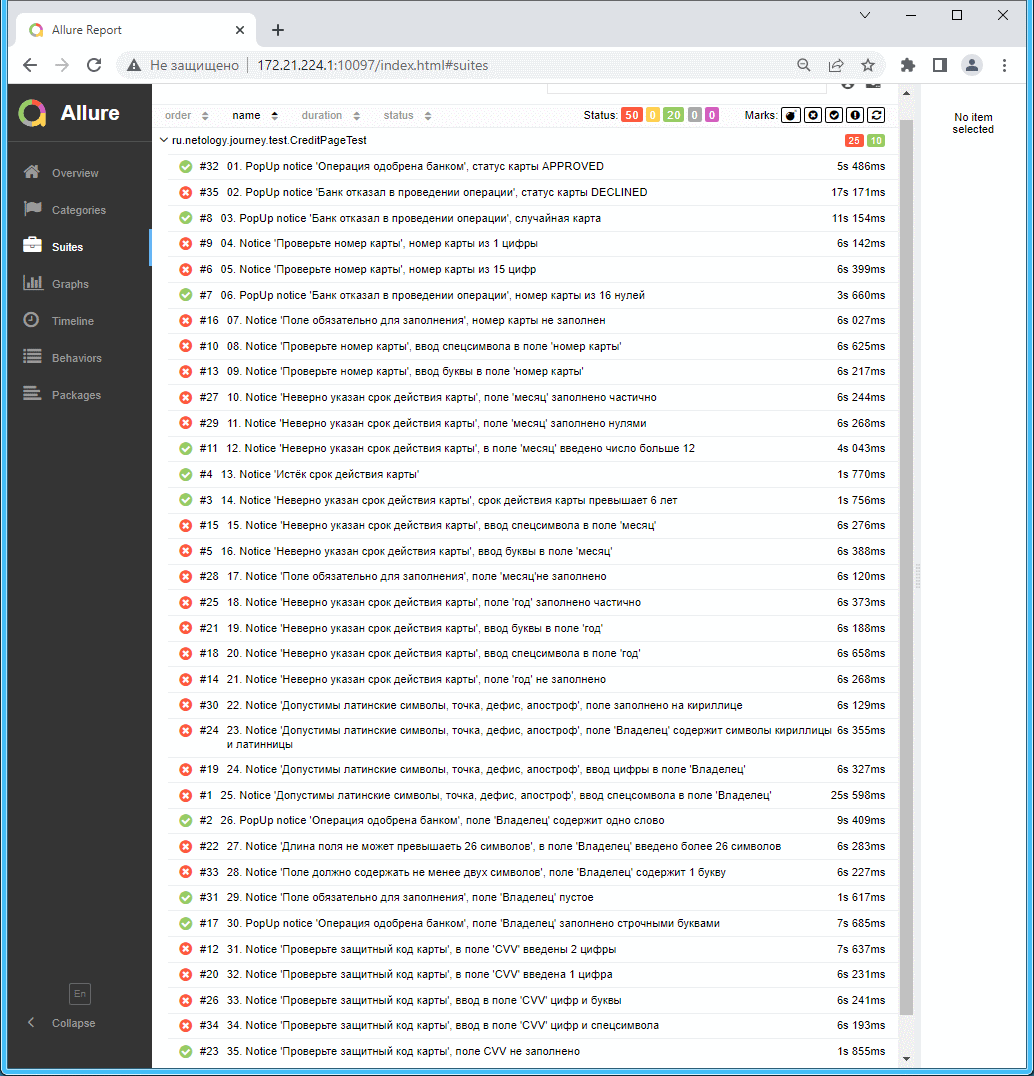 Allure Report
Не защищено 172.21.224.1:10097/index.html#suites
Allure
Overview
Categories
Suites
Graphs
Timeline
Behaviors
Packages
En
Collapse
order name duration status Status: 50 0 20 0 0 Marks:
ru.netology.journey.test.CreditPageTest 25 10
#32 01. PopUp notice 'Операция одобрена банком', статус карты APPROVED 5s 486ms
#35 02. PopUp notice 'Банк отказал в проведении операции', статус карты DECLINED 17s 171ms
#8 03. PopUp notice 'Банк отказал в проведении операции', случайная карта 11s 154ms
#9 04. Notice 'Проверьте номер карты', номер карты из 1 цифры 6s 142ms
#6 05. Notice 'Проверьте номер карты', номер карты из 15 цифр 6s 399ms
#7 06. PopUp notice 'Банк отказал в проведении операции', номер карты из 16 нулей 3s 660ms
#16 07. Notice 'Поле обязательно для заполнения', номер карты не заполнен 6s 027ms
#10 08. Notice 'Проверьте номер карты', ввод спецсимвола в поле 'номер карты' 6s 625ms
#13 09. Notice 'Проверьте номер карты', ввод буквы в поле 'номер карты' 6s 217ms
#27 10. Notice 'Неверно указан срок действия карты', поле 'месяц' заполнено частично 6s 244ms
#29 11. Notice 'Неверно указан срок действия карты', поле 'месяц' заполнено нулями 6s 268ms
#11 12. Notice 'Неверно указан срок действия карты', в поле 'месяц' введено число больше 12 4s 043ms
#4 13. Notice 'Истёк срок действия карты' 1s 770ms
#3 14. Notice 'Неверно указан срок действия карты', срок действия карты превышает 6 лет 1s 756ms
#15 15. Notice 'Неверно указан срок действия карты', ввод спецсимвола в поле 'месяц' 6s 276ms
#5 16. Notice 'Неверно указан срок действия карты', ввод буквы в поле 'месяц' 6s 388ms
#28 17. Notice 'Поле обязательно для заполнения', поле 'месяц'не заполнено 6s 120ms
#25 18. Notice 'Неверно указан срок действия карты', поле 'год' заполнено частично 6s 373ms
#21 19. Notice 'Неверно указан срок действия карты', ввод буквы в поле 'год' 6s 188ms
#18 20. Notice 'Неверно указан срок действия карты', ввод спецсимвола в поле 'год' 6s 658ms
#14 21. Notice 'Неверно указан срок действия карты', поле 'год' не заполнено 6s 268ms
#30 22. Notice 'Допустимы латинские символы, точка, дефис, апостроф', поле заполнено на кириллице 6s 129ms
#24 23. Notice 'Допустимы латинские символы, точка, дефис, апостроф', поле 'Владелец' содержит символы кириллицы 6s 355ms
и латинницы
#19 24. Notice 'Допустимы латинские символы, точка, дефис, апостроф', ввод цифры в поле 'Владелец' 6s 327ms
#1 25. Notice 'Допустимы латинские символы, точка, дефис, апостроф', ввод спецсомвола в поле 'Владелец' 25s 598ms
#2 26. PopUp notice 'Операция одобрена банком', поле 'Владелец' содержит одно слово 9s 409ms
#22 27. Notice 'Длина поля не может превышаеть 26 символов', в поле 'Владелец' введено более 26 символов 6s 283ms
#33 28. Notice 'Поле должно содержать не менее двух символов', поле 'Владелец' содержит 1 букву 6s 227ms
#31 29. Notice 'Поле обязательно для заполнения', поле 'Владелец' пустое 1s 617ms
#17 30. PopUp notice 'Операция одобрена банком', поле 'Владелец' заполнено строчными буквами 7s 685ms
#12 31. Notice 'Проверьте защитный код карты', в поле 'CVV' введены 2 цифры 7s 637ms
#20 32. Notice 'Проверьте защитный код карты', в поле 'CVV' введена 1 цифра 6s 231ms
#26 33. Notice 'Проверьте защитный код карты', ввод в поле 'CVV' цифр и буквы 6s 241ms
#34 34. Notice 'Проверьте защитный код карты', ввод в поле 'CVV' цифр и спецсимвола 6s 193ms
#23 35. Notice 'Проверьте защитный код карты', поле CVV не заполнено 1s 855ms
No item
selected